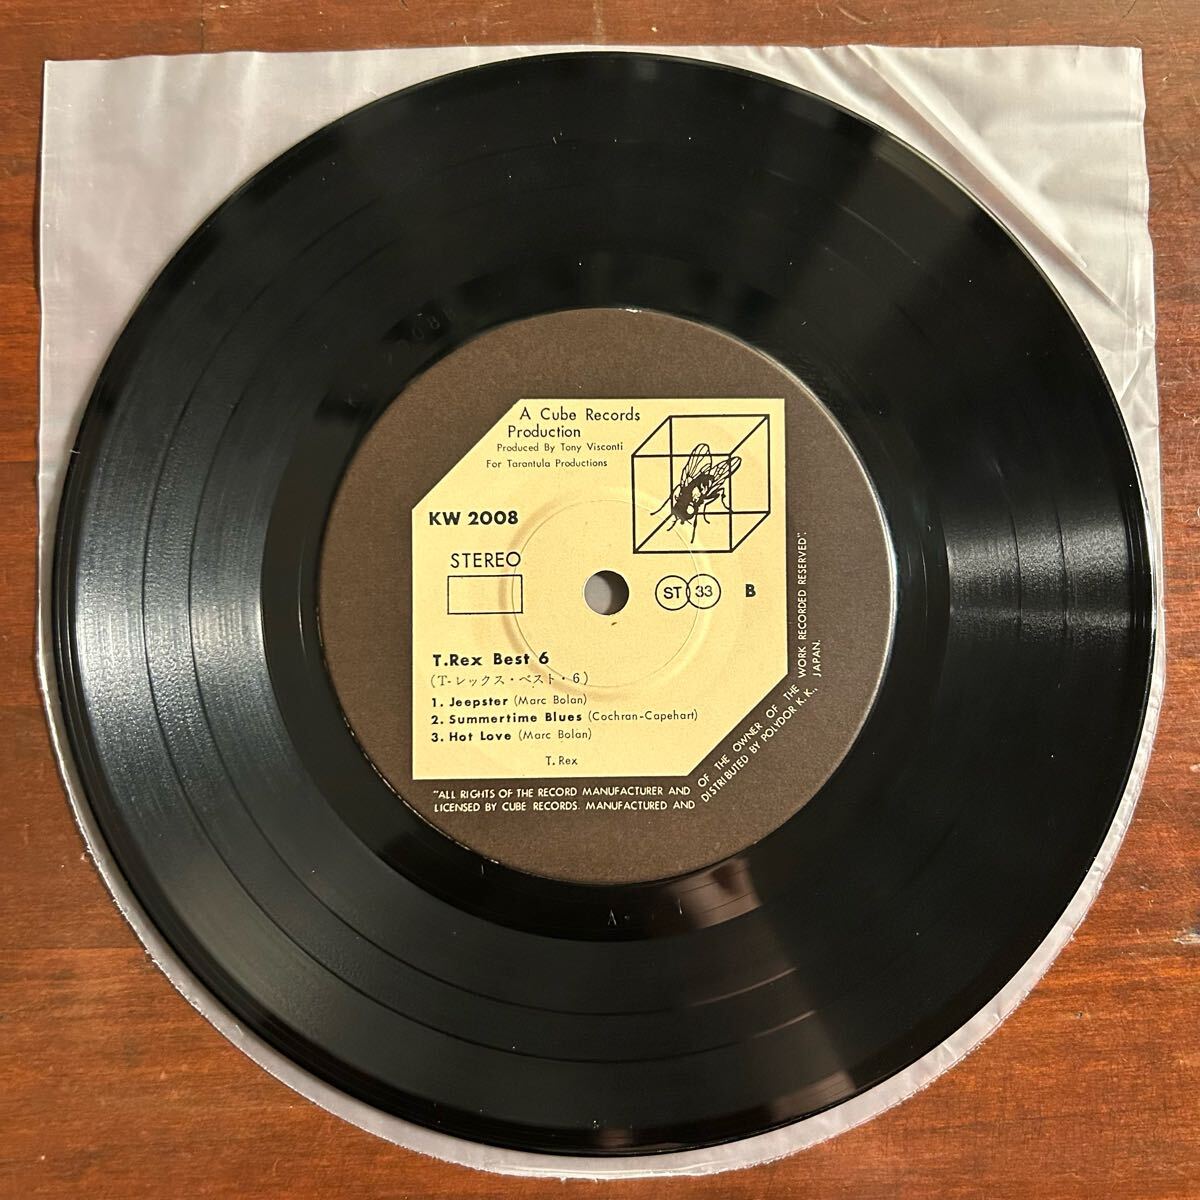 A Cube Records
Production
Produced By Tony Visconti
For Tarantula Productions
KW 2008
STEREO
ST 33 B
T.Rex Best 6
(T-レックス・ベスト・6)
1. Jeepster (Marc Bolan)
2. Summertime Blues (Cochran-Capehart)
3. Hot Love (Marc Bolan)
T. Rex
"ALL RIGHTS OF THE RECORD MANUFACTURER AND OF THE OWNER OF THE WORK RECORDED RESERVED".
LICENSED BY CUBE RECORDS. MANUFACTURED AND DISTRIBUTED BY POLYDOR K.K., JAPAN.